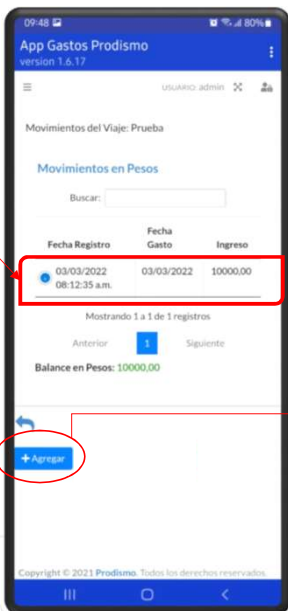 09:48 80%
App Gastos Prodismo
version 1.6.17
USUARIO: admin
Movimientos del Viaje: Prueba
Movimientos en Pesos
Buscar:
Fecha Registro Fecha Gasto Ingreso
03/03/2022 08:12:35 a.m. 03/03/2022 10000,00
Mostrando 1 a 1 de 1 registros
Anterior 1 Siguiente
Balance en Pesos: 10000,00
+ Agregar
Copyright © 2021 Prodismo. Todos los derechos reservados.